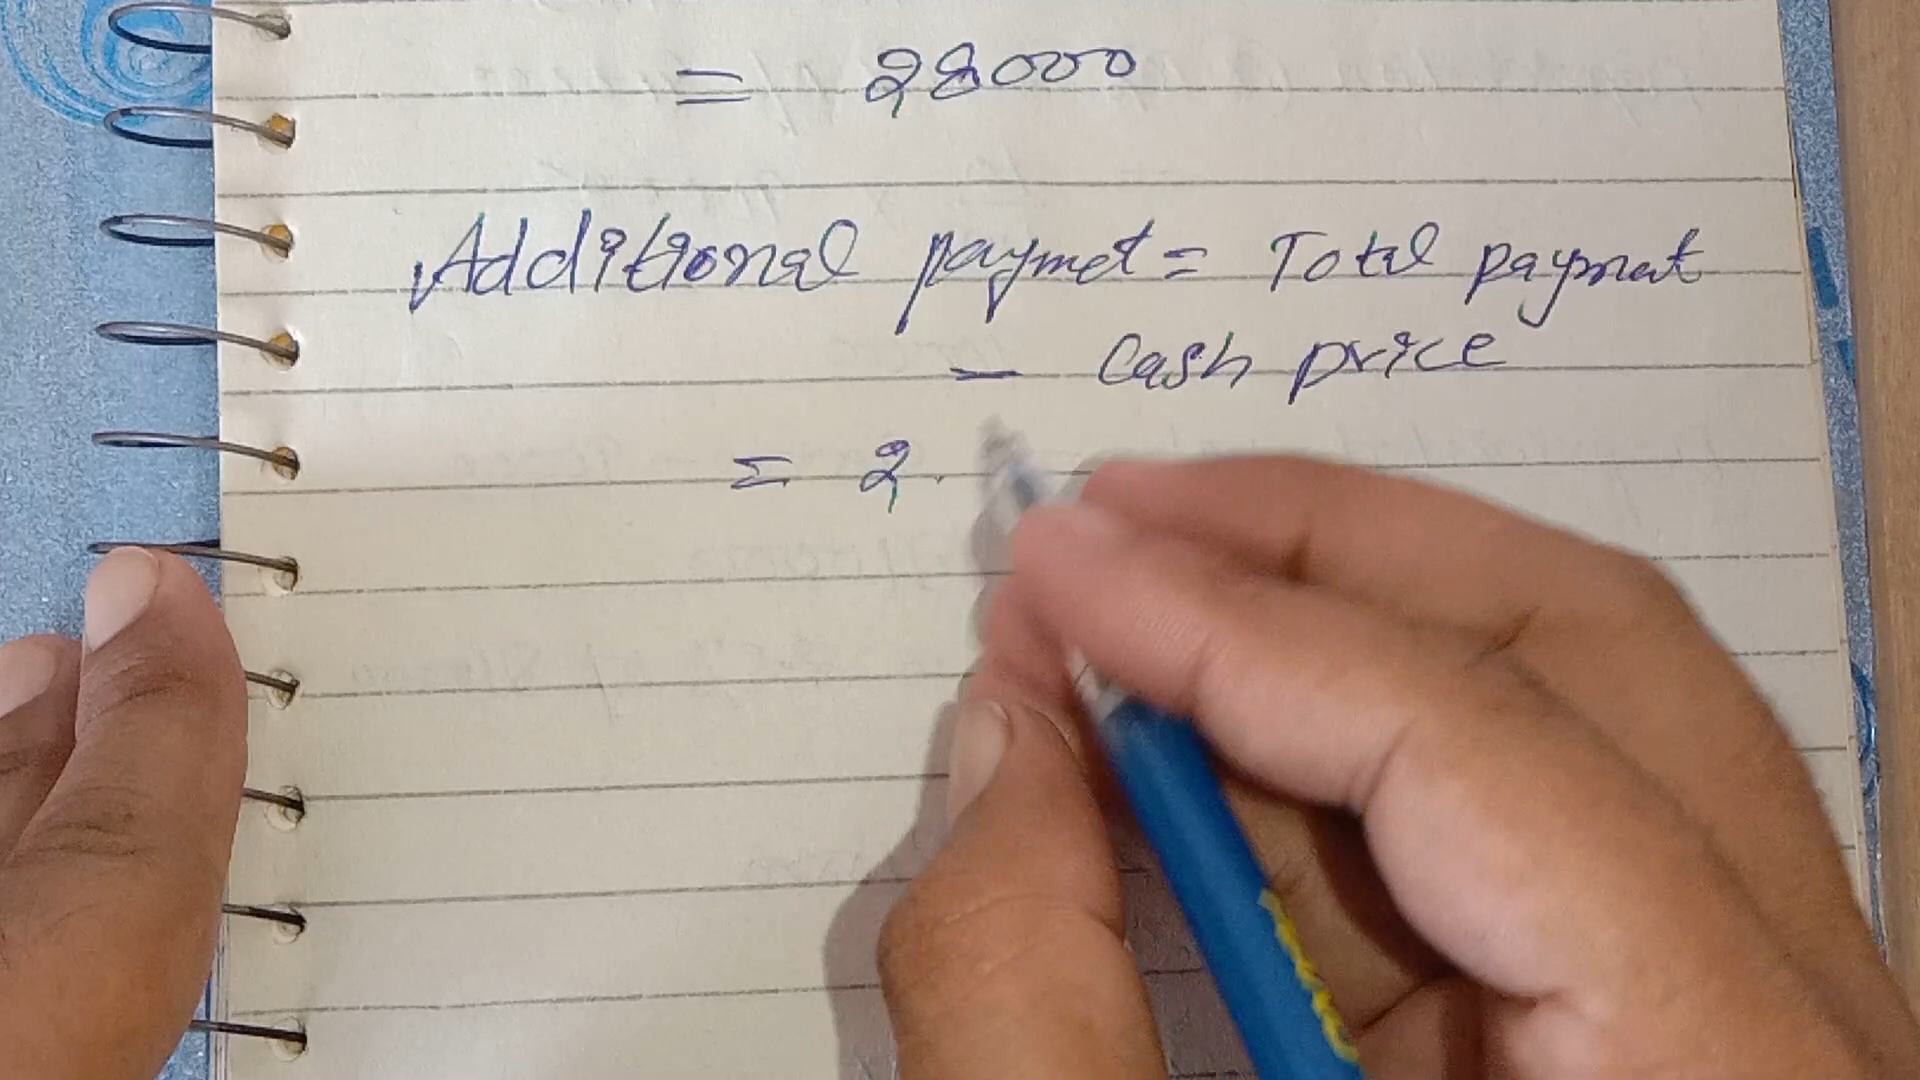 = 28000
Additional paymet = Total paymat
- Cash price
= 2